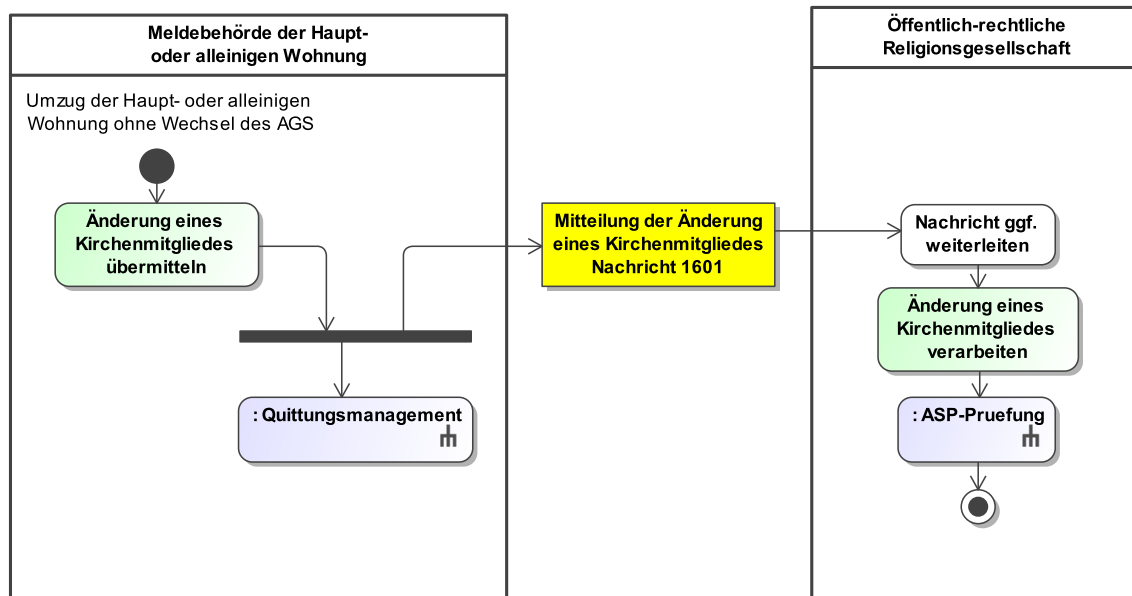 Meldebehörde der Haupt-
oder alleinigen Wohnung
Umzug der Haupt- oder alleinigen
Wohnung ohne Wechsel des AGS
Änderung eines
Kirchenmitgliedes
übermitteln
: Quittungsmanagement
Mitteilung der Änderung
eines Kirchenmitgliedes
Nachricht 1601
Öffentlich-rechtliche
Religionsgesellschaft
Nachricht ggf.
weiterleiten
Änderung eines
Kirchenmitgliedes
verarbeiten
: ASP-Pruefung